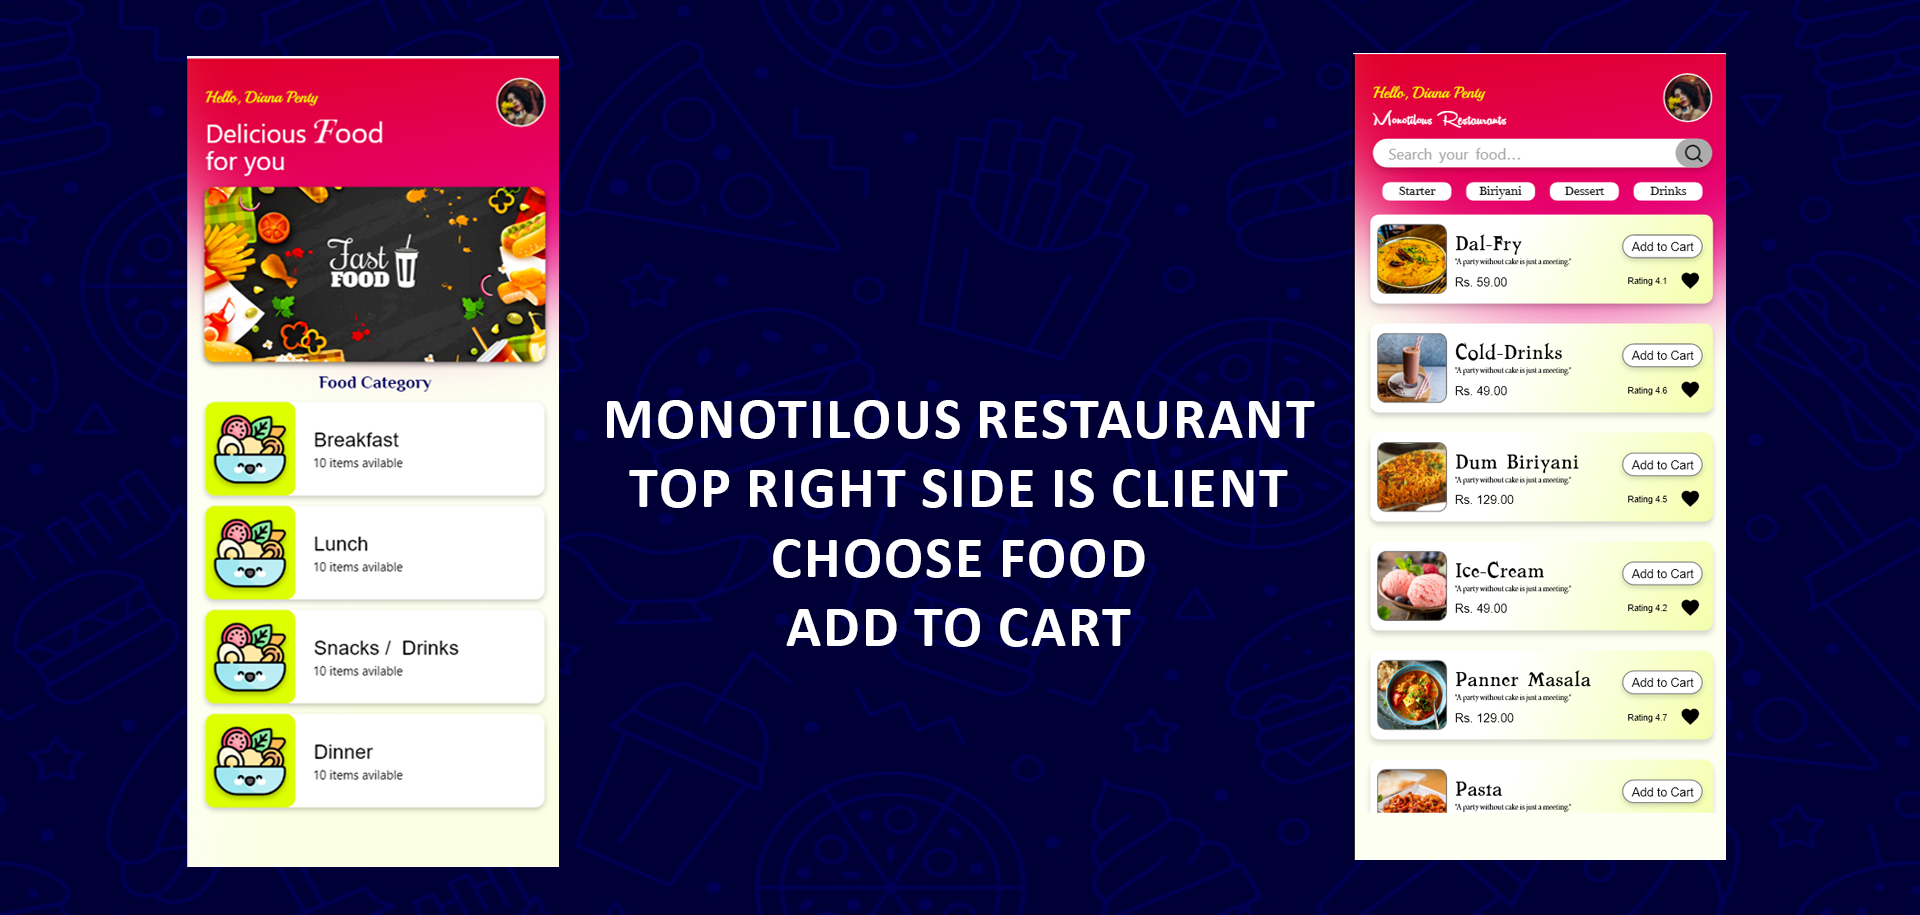 Hello, Diana Penty
Delicious Food
for you
Fast
FOOD
Food Category
Breakfast
10 items avilable
Lunch
10 items avilable
Snacks / Drinks
10 items avilable
Dinner
10 items avilable
MONOTILOUS RESTAURANT
TOP RIGHT SIDE IS CLIENT
CHOOSE FOOD
ADD TO CART
Hello, Diana Penty
Monotilous Restaurants
Search your food...
Starter Biriyani Dessert Drinks
Dal-Fry
Add to Cart
"A party without cake is just a meeting."
Rs. 59.00
Rating 4.1
Cold-Drinks
Add to Cart
"A party without cake is just a meeting."
Rs. 49.00
Rating 4.6
Dum Biriyani
Add to Cart
"A party without cake is just a meeting."
Rs. 129.00
Rating 4.5
Ice-Cream
Add to Cart
"A party without cake is just a meeting."
Rs. 49.00
Rating 4.2
Panner Masala
Add to Cart
"A party without cake is just a meeting."
Rs. 129.00
Rating 4.7
Pasta
Add to Cart
"A party without cake is just a meeting."